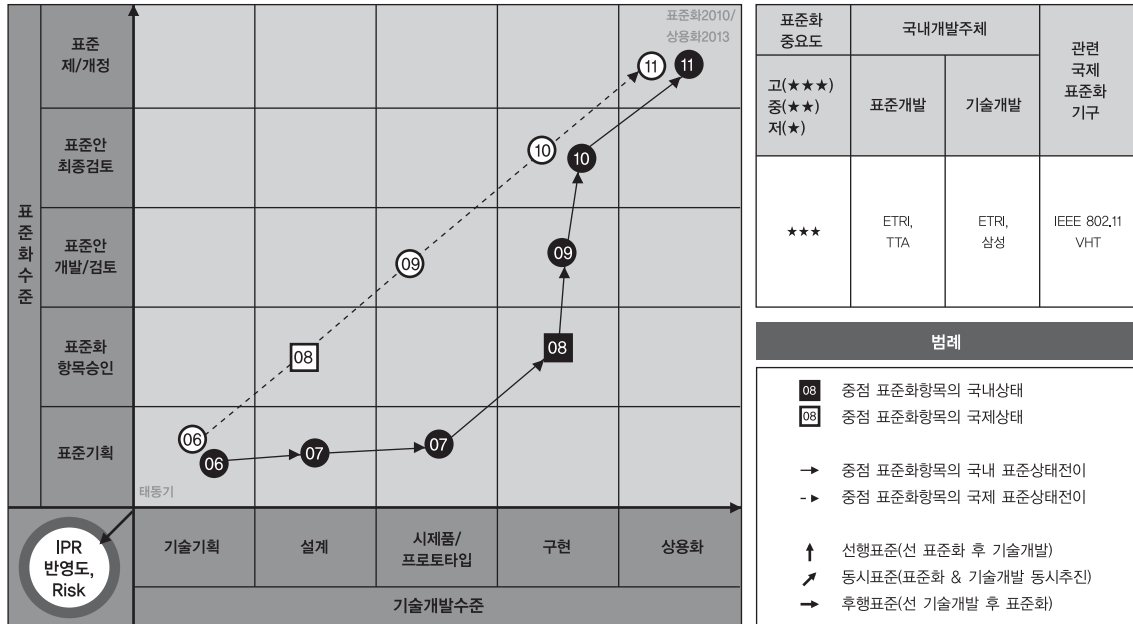 표준화2010/
상용화2013
표준
제/개정
11
11
표준안
최종검토
10
10
표준화수준
표준안
개발/검토
09
09
표준화
항목승인
08
08
표준기획
06
06
07
07
태동기
IPR
반영도,
Risk
기술기획
설계
시제품/
프로토타입
구현
상용화
기술개발수준
표준화
중요도
국내개발주체
관련
국제
표준화
기구
고(★★★)
중(★★)
저(★)
표준개발
기술개발
★★★
ETRI,
TTA
ETRI,
삼성
IEEE 802.11
VHT
범례
08 중점 표준화항목의 국내상태
08 중점 표준화항목의 국제상태
중점 표준화항목의 국내 표준상태전이
중점 표준화항목의 국제 표준상태전이
선행표준(선 표준화 후 기술개발)
동시표준(표준화 & 기술개발 동시추진)
후행표준(선 기술개발 후 표준화)